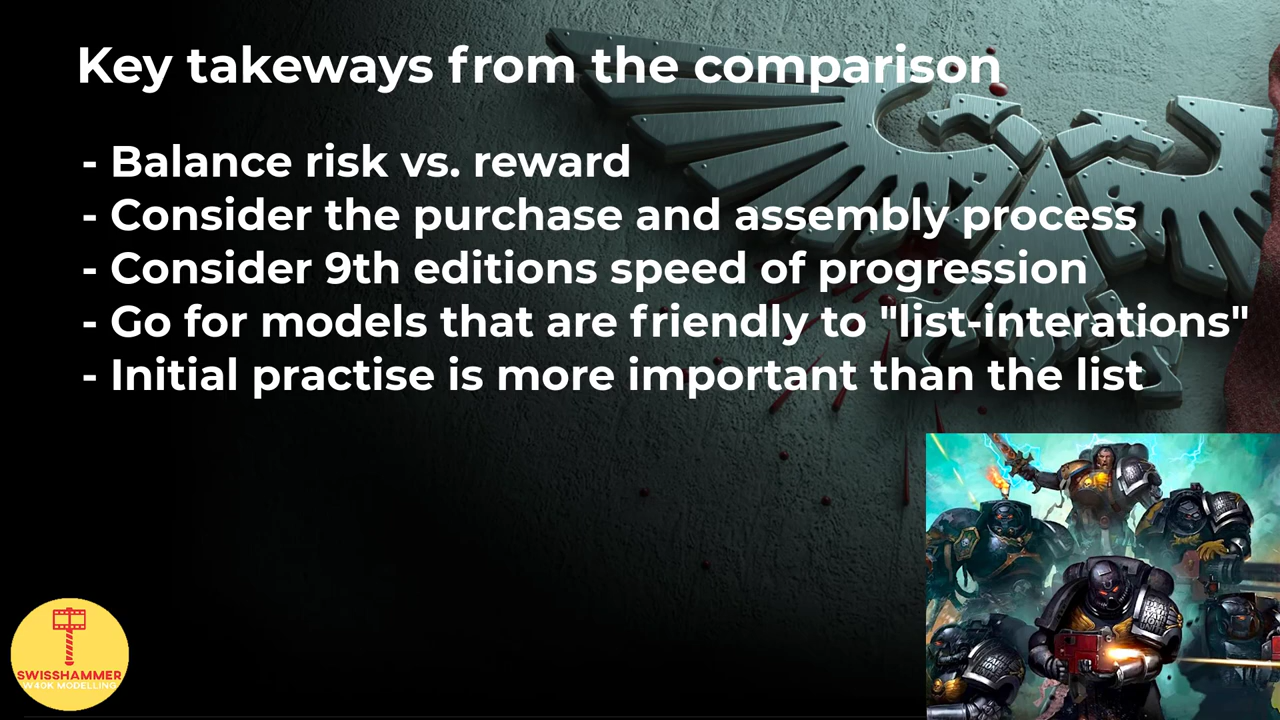 Key takeways from the comparison
- Balance risk vs. reward
- Consider the purchase and assembly process
- Consider 9th editions speed of progression
- Go for models that are friendly to "list-interations"
- Initial practise is more important than the list
SWISSHAMMER
W40K MODELLING